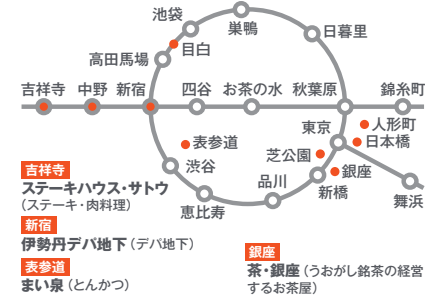 池袋
巣鴨
日暮里
目白
高田馬場
吉祥寺 中野 新宿 四谷 お茶の水 秋葉原 錦糸町
人形町
東京
日本橋
表参道
芝公園
渋谷
銀座
品川
新橋
恵比寿
舞浜
吉祥寺
ステーキハウス・サトウ
(ステーキ・肉料理)
新宿
伊勢丹デパ地下(デパ地下)
表参道
まい泉(とんかつ)
銀座
茶・銀座(うおがし銘茶の経営
するお茶屋)